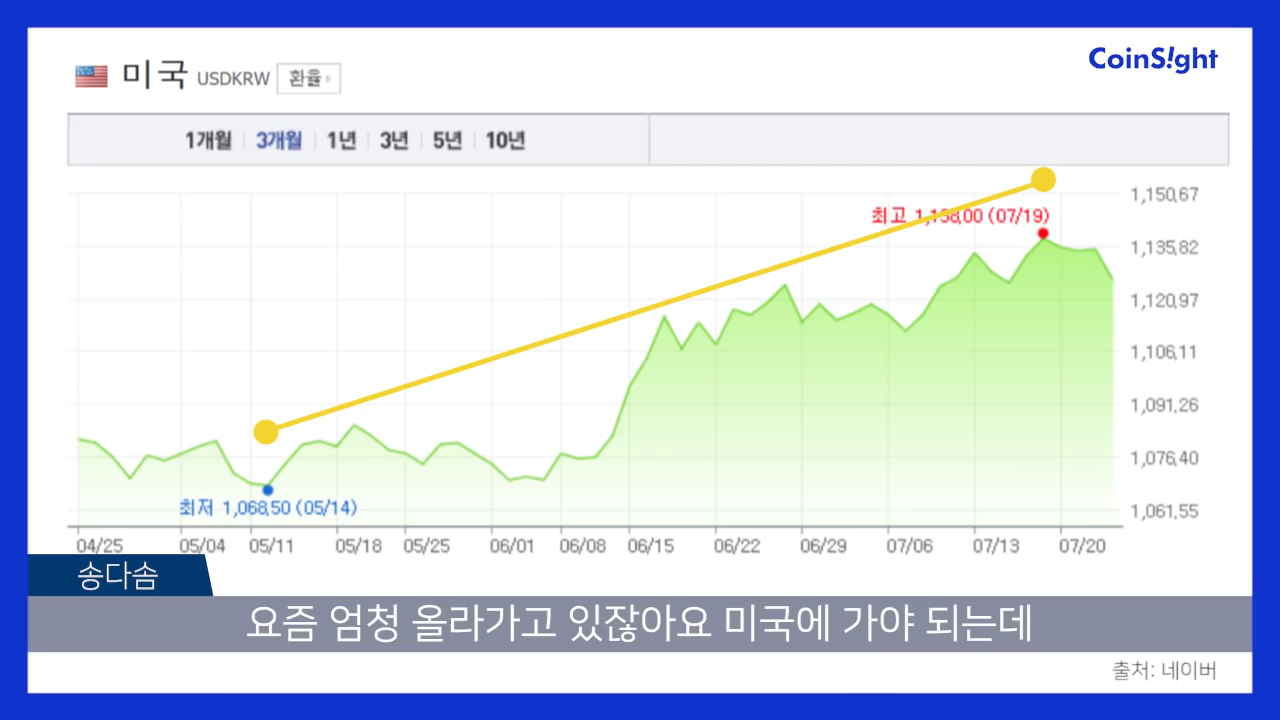 CoinS!ght
미국 USDKRW 환율
1개월 3개월 1년 3년 5년 10년
1,150,67
최고 1,138,00 (07/19)
1,135,82
1,120,97
1,106,11
1,091,26
1,076,40
최저 1,068,50 (05/14)
1,061,55
04/25 05/04 05/11 05/18 05/25 06/01 06/08 06/15 06/22 06/29 07/06 07/13 07/20
송다솜
요즘 엄청 올라가고 있잖아요 미국에 가야 되는데
출처: 네이버